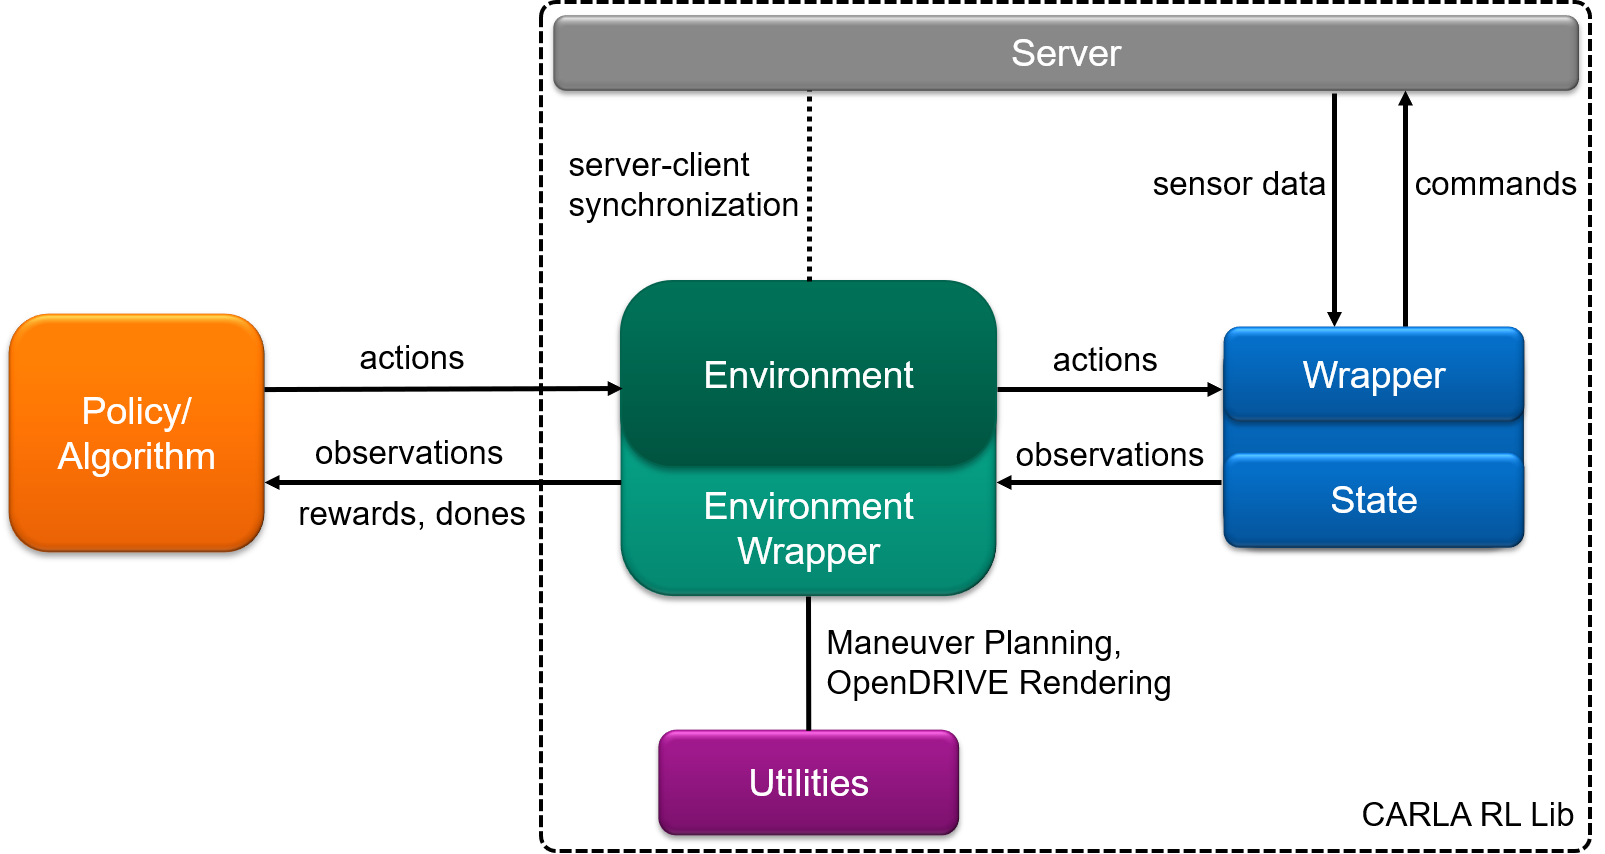 Server
server-client
synchronization
sensor data
commands
Policy/
Algorithm
actions
observations
rewards, dones
Environment
Environment
Wrapper
actions
observations
Wrapper
State
Maneuver Planning,
OpenDRIVE Rendering
Utilities
CARLA RL Lib